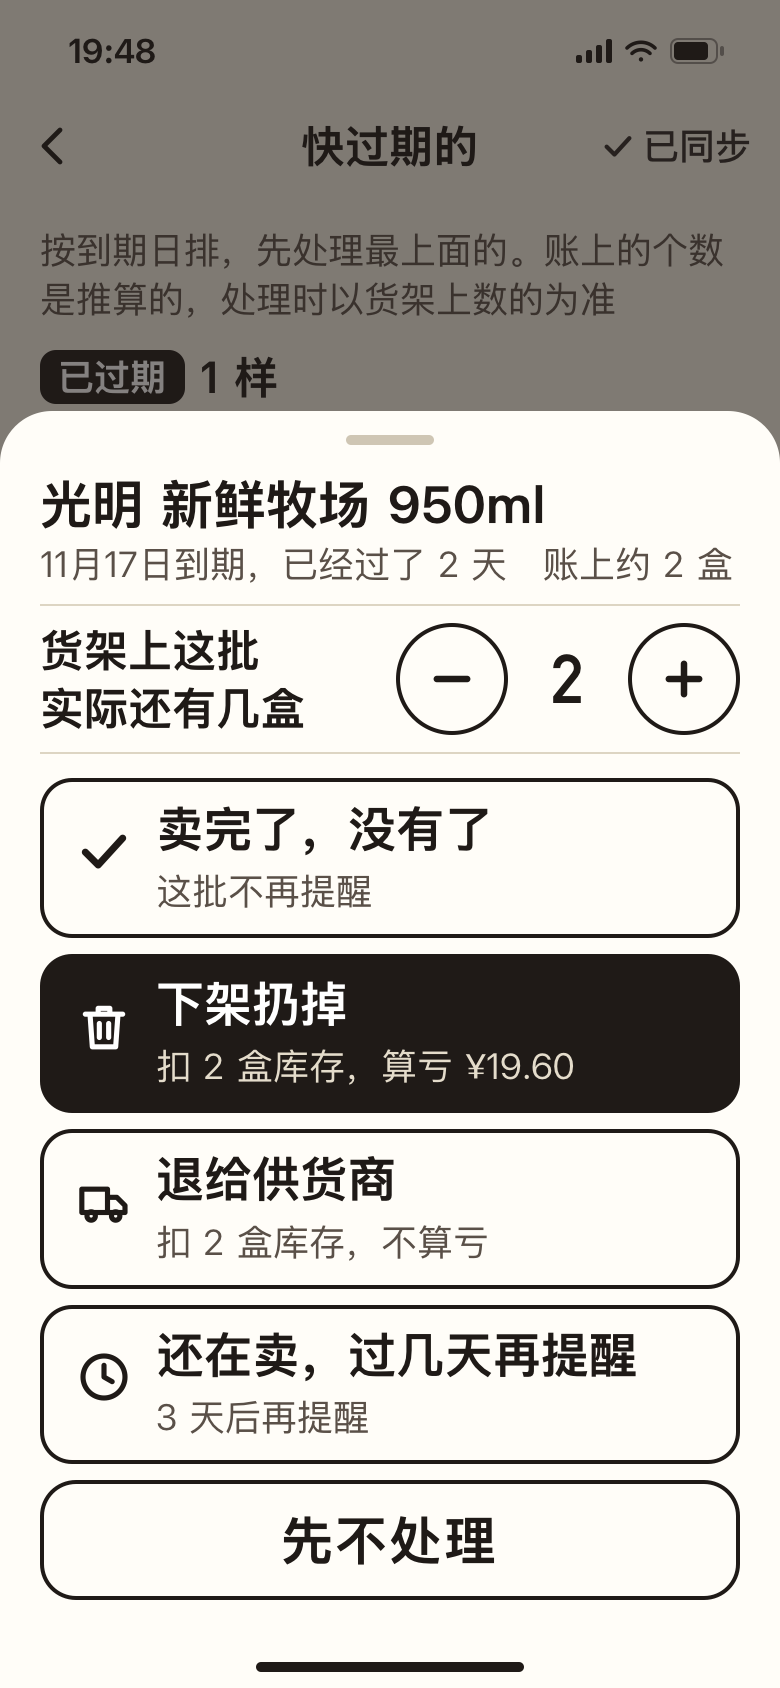 19:48
快过期的
已同步
按到期日排，先处理最上面的。账上的个数
是推算的，处理时以货架上数的为准
已过期 1 样
光明 新鲜牧场 950ml
11月17日到期，已经过了 2 天　账上约 2 盒
货架上这批
实际还有几盒
2
卖完了，没有了
这批不再提醒
下架扔掉
扣 2 盒库存，算亏 ¥19.60
退给供货商
扣 2 盒库存，不算亏
还在卖，过几天再提醒
3 天后再提醒
先不处理